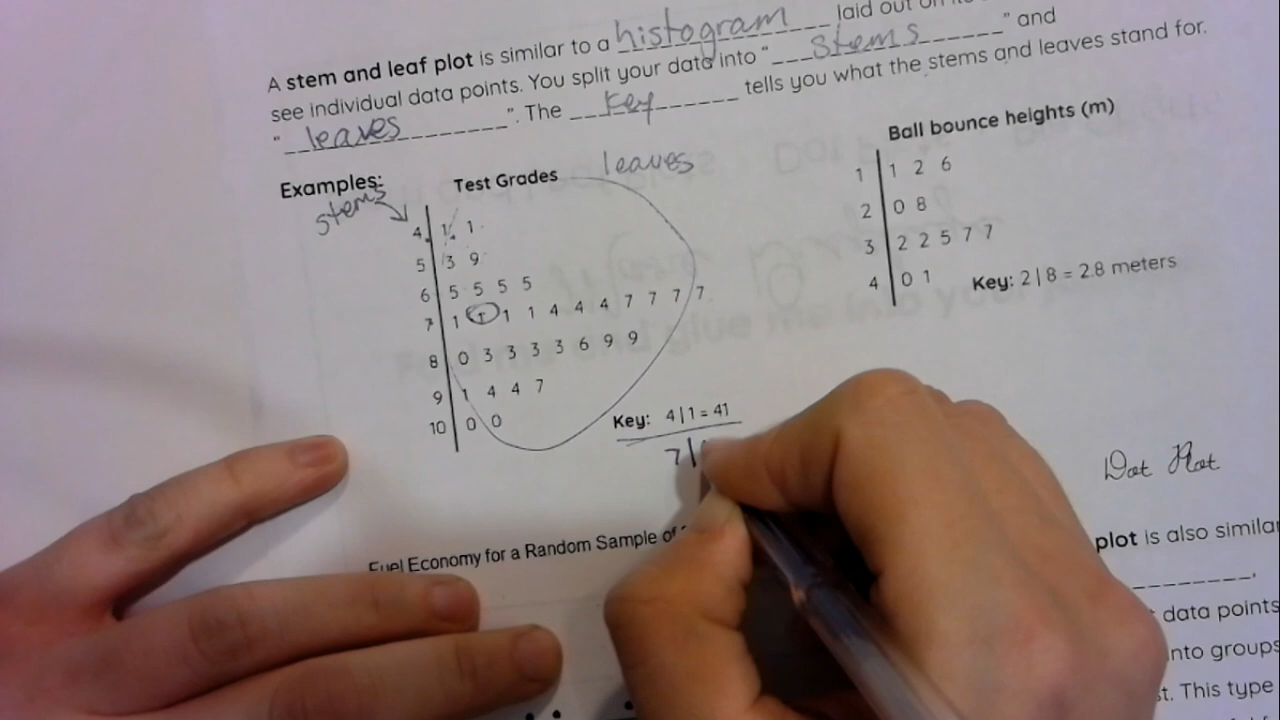 A stem and leaf plot is similar to a histogram laid out on
see individual data points. You split your data into "stems" and
"leaves". The key tells you what the stems and leaves stand for.
Examples: Test Grades leaves
stems
4 | 1 1
5 | 3 9
6 | 5 5 5 5
7 | 1 1 1 1 4 4 4 7 7 7 7
8 | 0 3 3 3 3 6 9 9
9 | 1 4 4 7
10 | 0 0
Key: 4|1 = 41
7|
Ball bounce heights (m)
1 | 1 2 6
2 | 0 8
3 | 2 2 5 7 7
4 | 0 1
Key: 2|8 = 2.8 meters
Dot Plot
Fuel Economy for a Random Sample of
plot is also similar
data points
into groups
This type